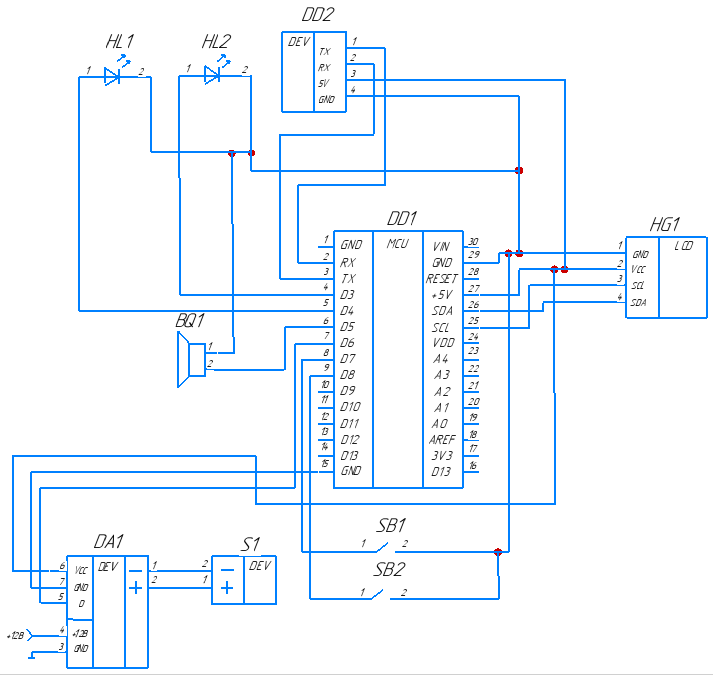 DD2
HL1
HL2
1 2
1 2
DEV
TX 1
RX 2
5V 3
GND 4
DD1
MCU
1 GND
2 RX
3 TX
4 D3
5 D4
6 D5
7 D6
8 D7
9 D8
10 D9
11 D10
12 D11
13 D12
14 D13
15 GND
VIN 30
GND 29
RESET 28
+5V 27
SDA 26
SCL 25
VDD 24
A4 23
A3 22
A2 21
A1 20
A0 19
AREF 18
3V3 17
D13 16
HG1
LCD
1 GND
2 VCC
3 SCL
4 SDA
BQ1
1
2
SB1
1 2
SB2
1 2
DA1
DEV
6 VCC
7 GND
5 D
4 +12В
3 GND
+12В
− 1
+ 2
S1
DEV
2 −
1 +